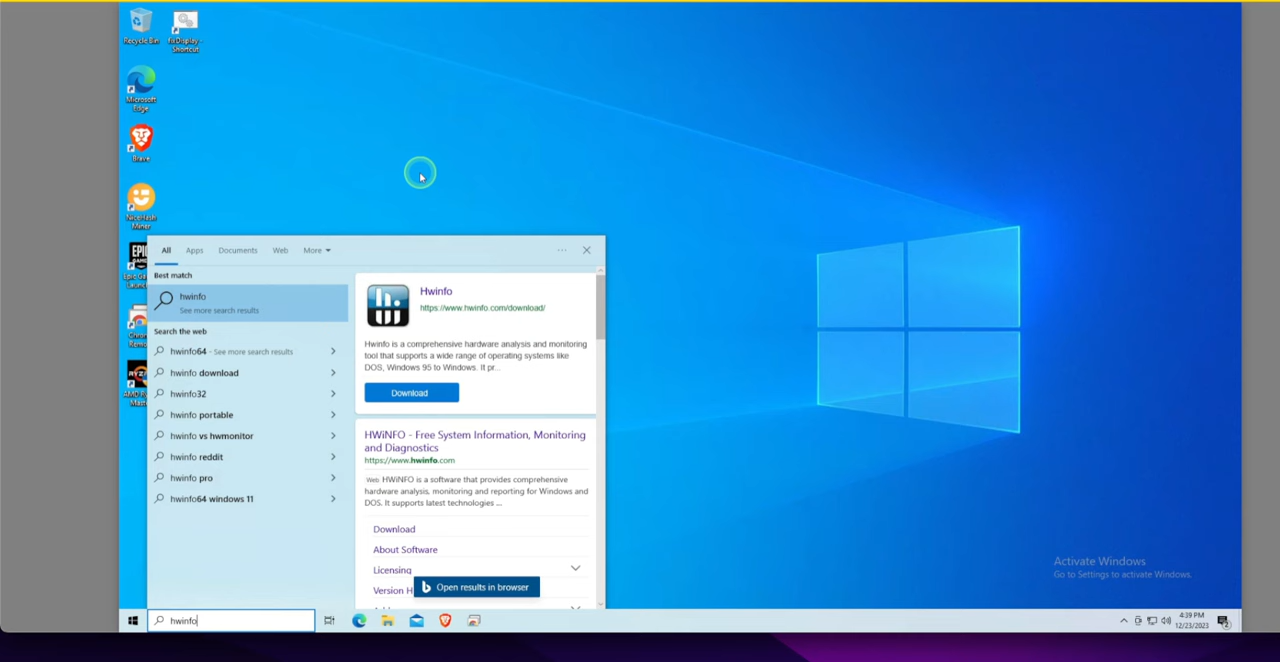 Recycle Bin
Shortcut
Microsoft
Edge
Brave
NiceHash
Miner
All Apps Documents Web More
Best match
hwinfo
See more search results
Search the web
hwinfo64 - See more search results
hwinfo download
hwinfo32
hwinfo portable
hwinfo vs hwmonitor
hwinfo reddit
hwinfo pro
hwinfo64 windows 11
Hwinfo
https://www.hwinfo.com/download/
Hwinfo is a comprehensive hardware analysis and monitoring
tool that supports a wide range of operating systems like
DOS, Windows 95 to Windows. It pr...
Download
HWiNFO - Free System Information, Monitoring
and Diagnostics
https://www.hwinfo.com
Web HWiNFO is a software that provides comprehensive
hardware analysis, monitoring and reporting for Windows and
DOS. It supports latest technologies ...
Download
About Software
Licensing
Version H
Open results in browser
Activate Windows
Go to Settings to activate Windows.
hwinfo
4:39 PM
12/23/2023